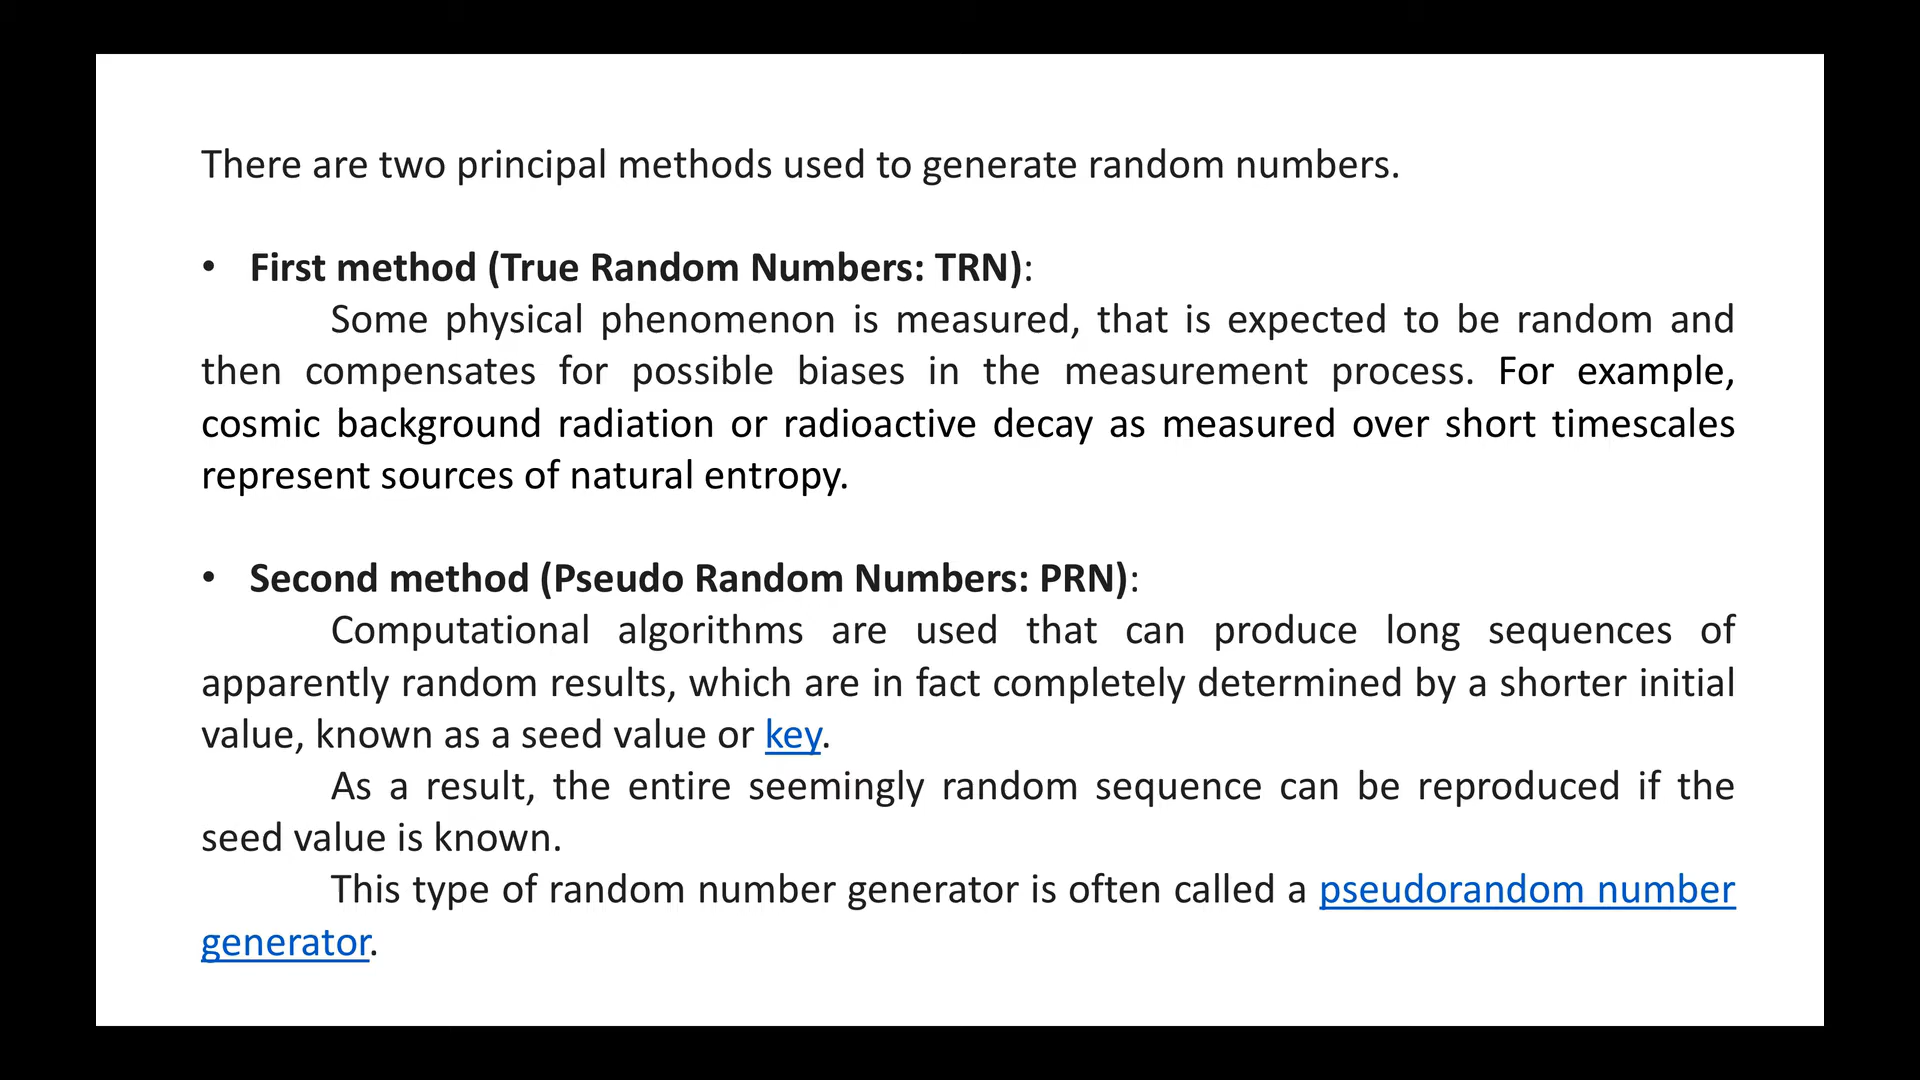 There are two principal methods used to generate random numbers.
• First method (True Random Numbers: TRN):
Some physical phenomenon is measured, that is expected to be random and
then compensates for possible biases in the measurement process. For example,
cosmic background radiation or radioactive decay as measured over short timescales
represent sources of natural entropy.
• Second method (Pseudo Random Numbers: PRN):
Computational algorithms are used that can produce long sequences of
apparently random results, which are in fact completely determined by a shorter initial
value, known as a seed value or key.
As a result, the entire seemingly random sequence can be reproduced if the
seed value is known.
This type of random number generator is often called a pseudorandom number
generator.